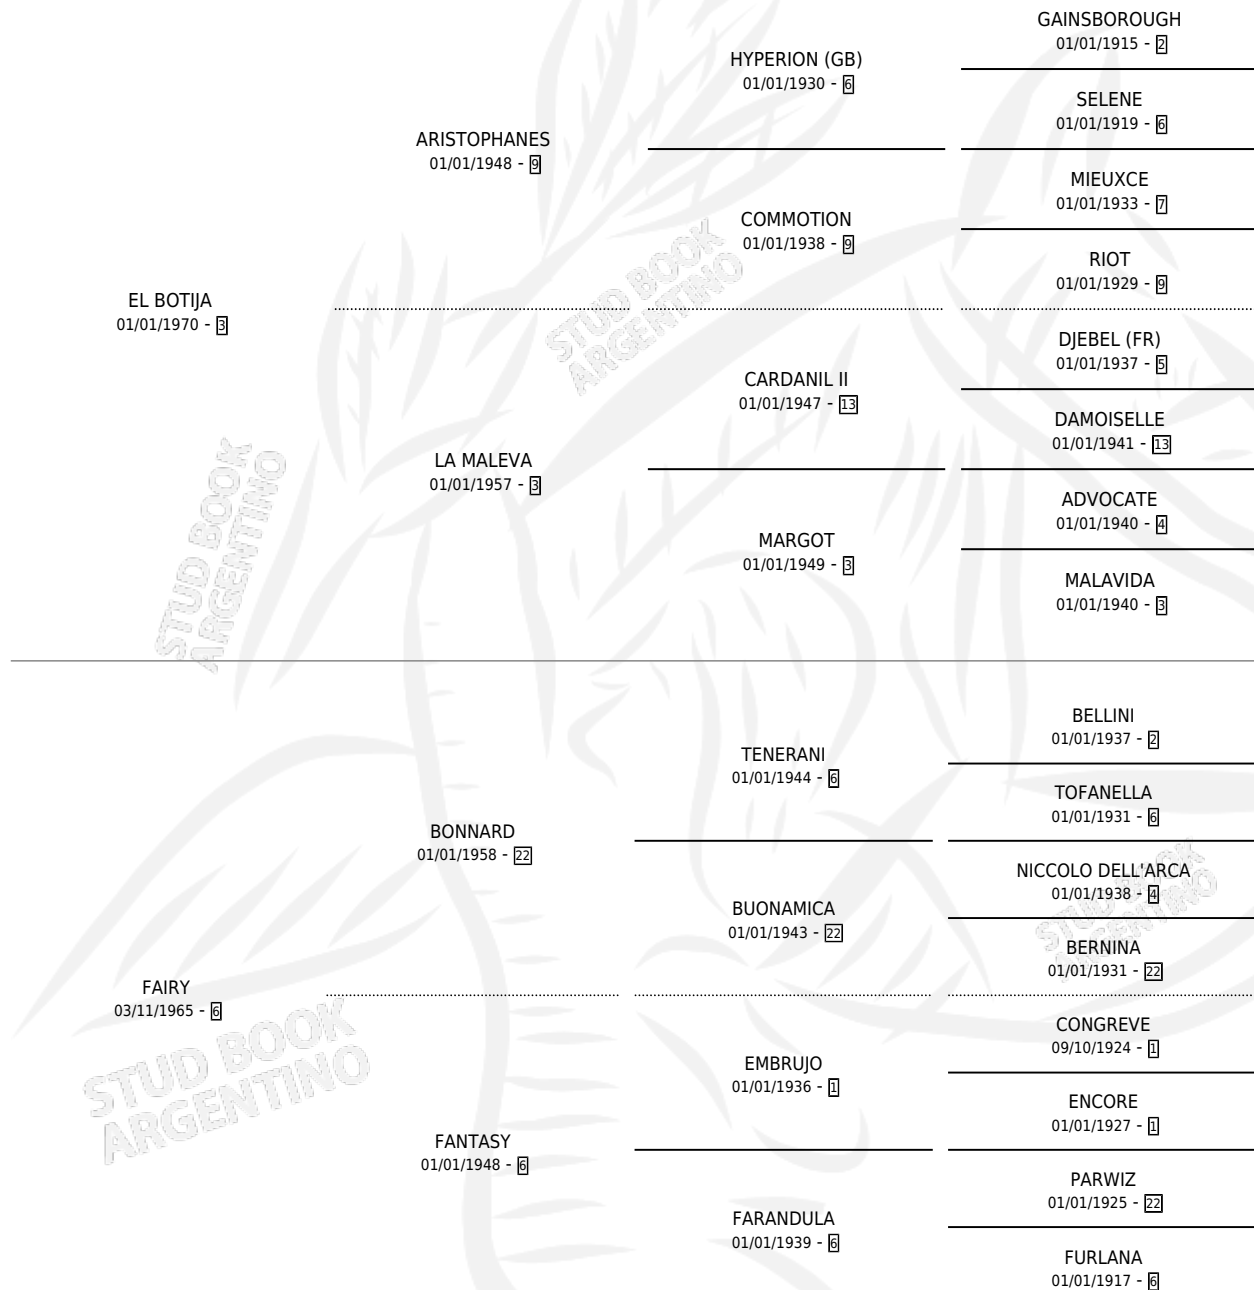 GAINSBOROUGH
01/01/1915 - 2
HYPERION (GB)
01/01/1930 - 6
SELENE
01/01/1919 - 6
ARISTOPHANES
01/01/1948 - 9
MIEUXCE
01/01/1933 - 7
COMMOTION
01/01/1938 - 9
RIOT
01/01/1929 - 9
EL BOTIJA
01/01/1970 - 3
DJEBEL (FR)
01/01/1937 - 5
CARDANIL II
01/01/1947 - 13
DAMOISELLE
01/01/1941 - 13
LA MALEVA
01/01/1957 - 3
ADVOCATE
01/01/1940 - 4
MARGOT
01/01/1949 - 3
MALAVIDA
01/01/1940 - 3
BELLINI
01/01/1937 - 2
TENERANI
01/01/1944 - 6
TOFANELLA
01/01/1931 - 6
BONNARD
01/01/1958 - 22
NICCOLO DELL'ARCA
01/01/1938 - 4
BUONAMICA
01/01/1943 - 22
BERNINA
01/01/1931 - 22
FAIRY
03/11/1965 - 6
CONGREVE
09/10/1924 - 1
EMBRUJO
01/01/1936 - 1
ENCORE
01/01/1927 - 1
FANTASY
01/01/1948 - 6
PARWIZ
01/01/1925 - 22
FARANDULA
01/01/1939 - 6
FURLANA
01/01/1917 - 6
STUD BOOK
ARGENTINO
STUD BOOK
ARGENTINO
STUD BOOK
ARGENTINO
STUD BOOK
ARGENTINO